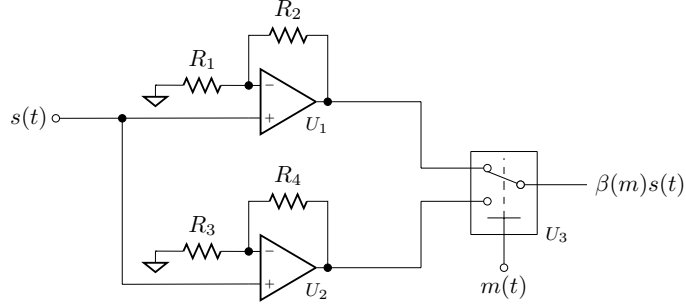 R₂
R₁
−
+
U₁
s(t)
β(m)s(t)
R₄
R₃
−
+
U₂
U₃
m(t)